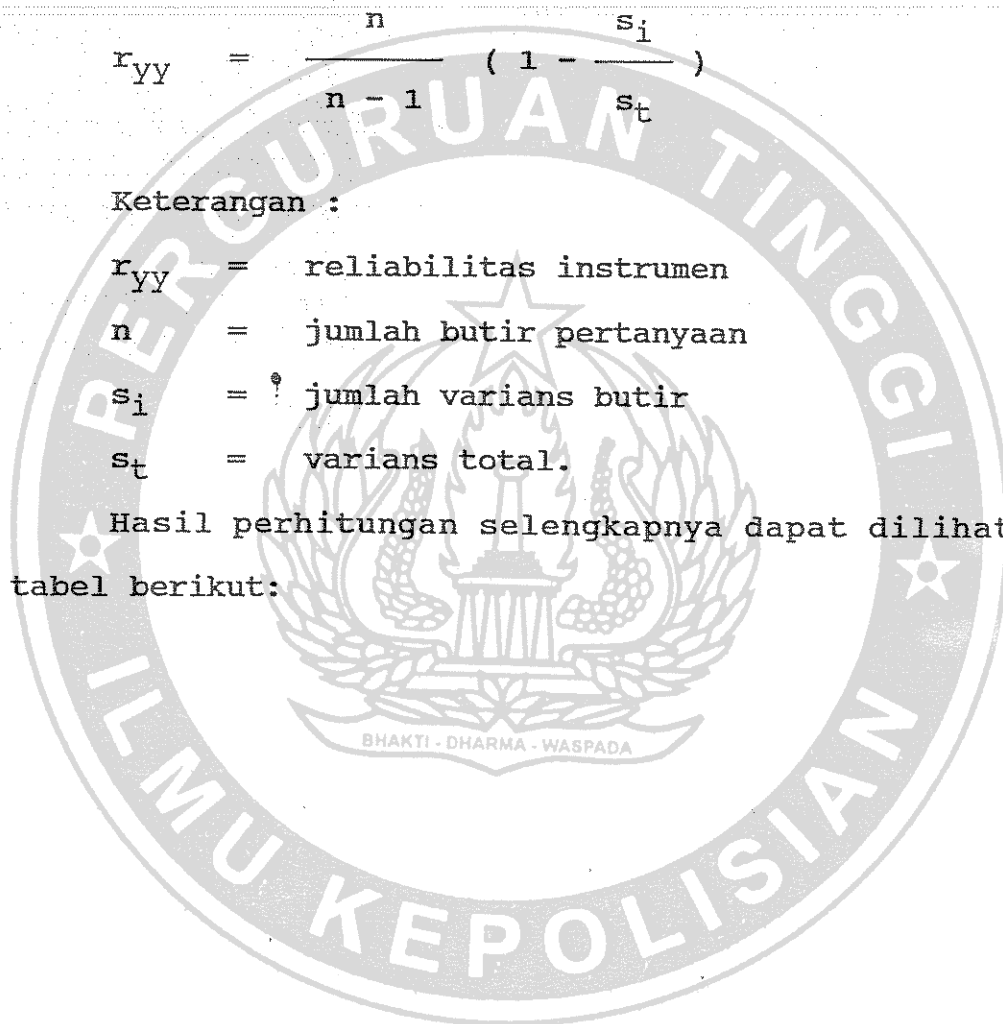 n s_i
r_yy = ――― ( 1 - ――― )
n - 1 s_t
Keterangan :
r_yy = reliabilitas instrumen
n = jumlah butir pertanyaan
s_i = jumlah varians butir
s_t = varians total.
Hasil perhitungan selengkapnya dapat dilihat
tabel berikut:
PERGURUAN TINGGI
BHAKTI - DHARMA - WASPADA
ILMU KEPOLISIAN